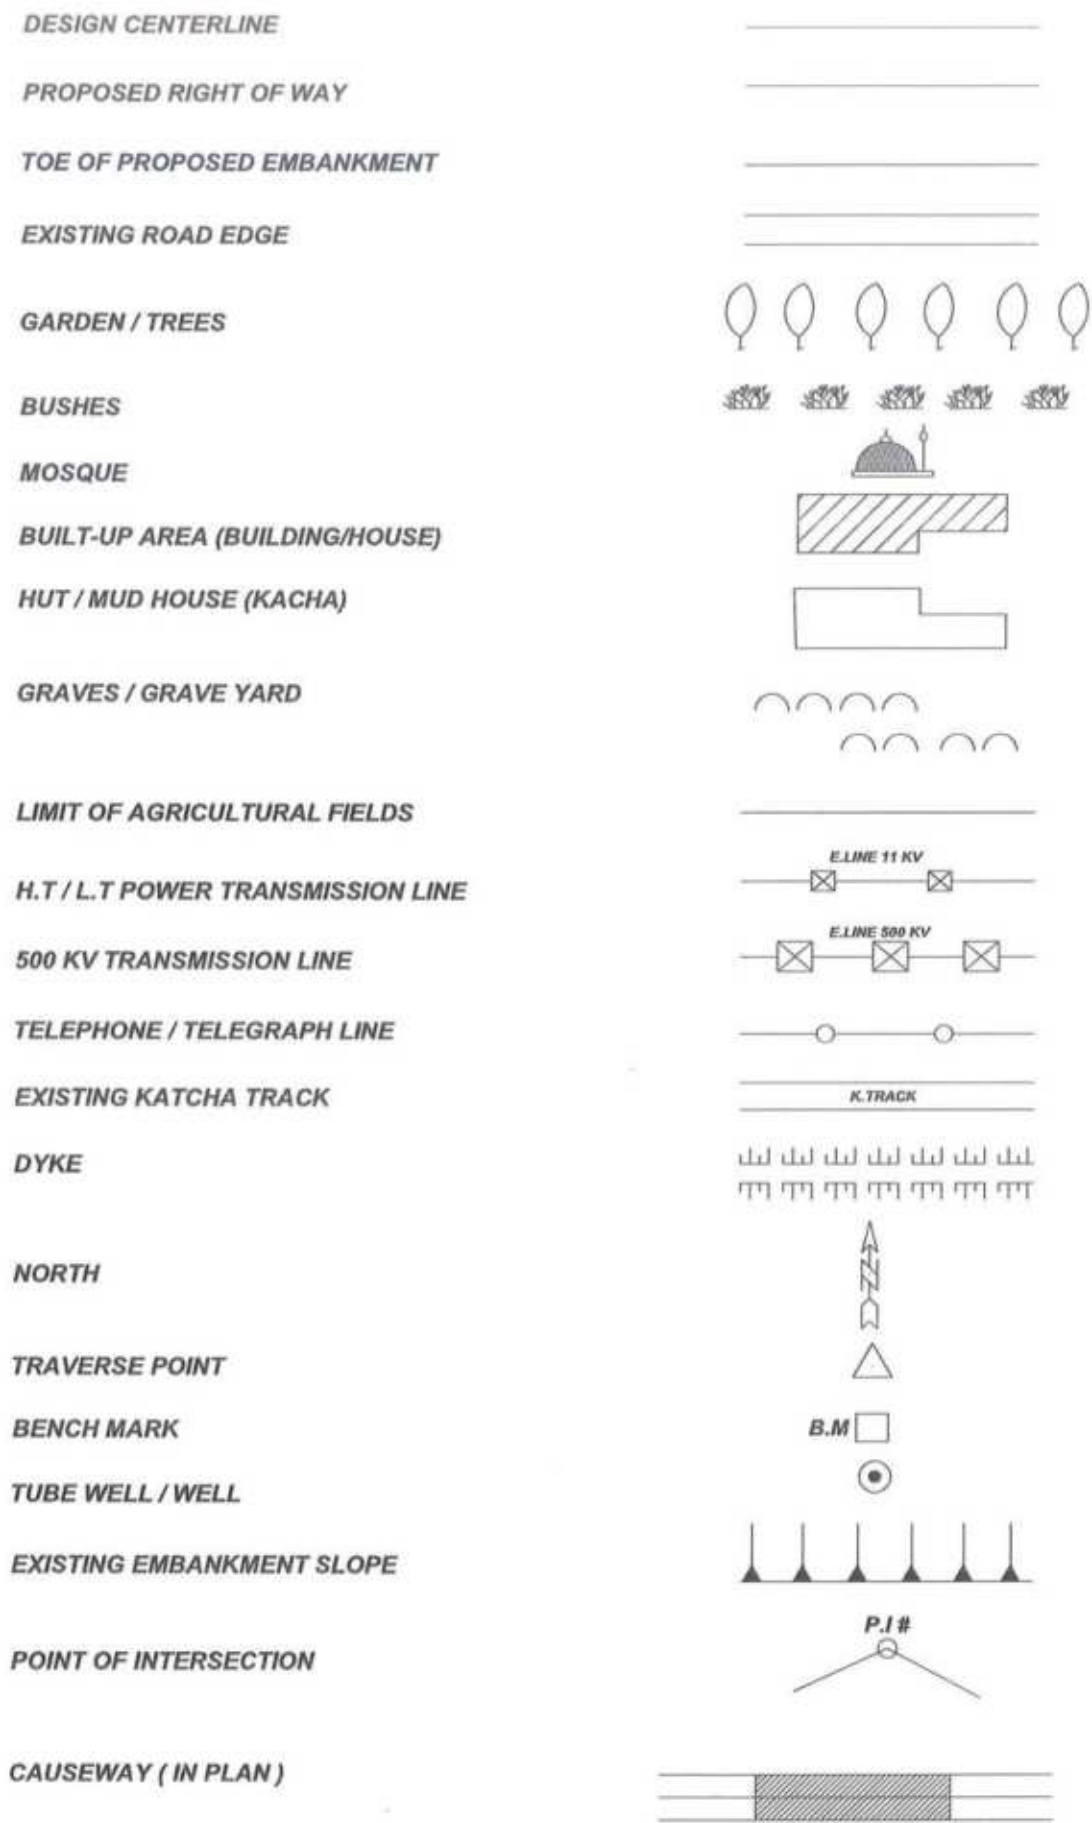 DESIGN CENTERLINE
PROPOSED RIGHT OF WAY
TOE OF PROPOSED EMBANKMENT
EXISTING ROAD EDGE
GARDEN / TREES
BUSHES
MOSQUE
BUILT-UP AREA (BUILDING/HOUSE)
HUT / MUD HOUSE (KACHA)
GRAVES / GRAVE YARD
LIMIT OF AGRICULTURAL FIELDS
E.LINE 11 KV
H.T / L.T POWER TRANSMISSION LINE
E.LINE 500 KV
500 KV TRANSMISSION LINE
TELEPHONE / TELEGRAPH LINE
EXISTING KATCHA TRACK K.TRACK
DYKE
NORTH
TRAVERSE POINT
BENCH MARK B.M
TUBE WELL / WELL
EXISTING EMBANKMENT SLOPE
P.I #
POINT OF INTERSECTION
CAUSEWAY ( IN PLAN )